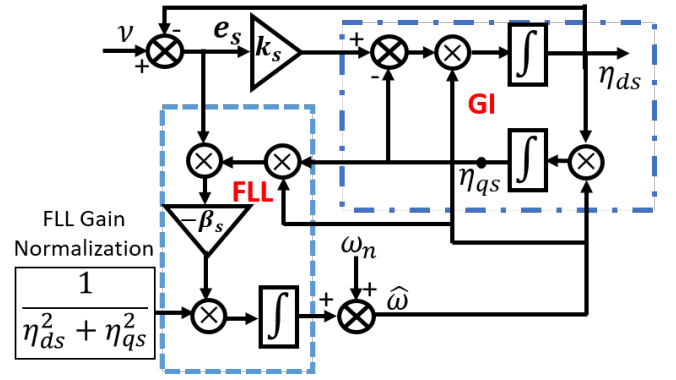 ν
+
-
e_s
k_s
+
-
×
∫
η_ds
GI
×
×
FLL
η_qs
∫
×
−β_s
FLL Gain
Normalization
1
η_ds^2 + η_qs^2
×
∫
+
ω_n
+
ω̂